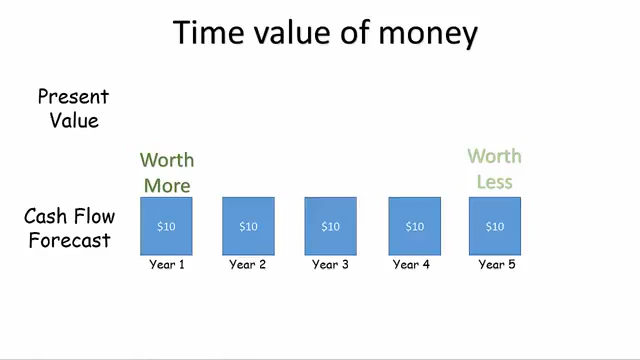 Time value of money
Present
Value
Worth
More
Worth
Less
Cash Flow
Forecast
$10 $10 $10 $10 $10
Year 1 Year 2 Year 3 Year 4 Year 5